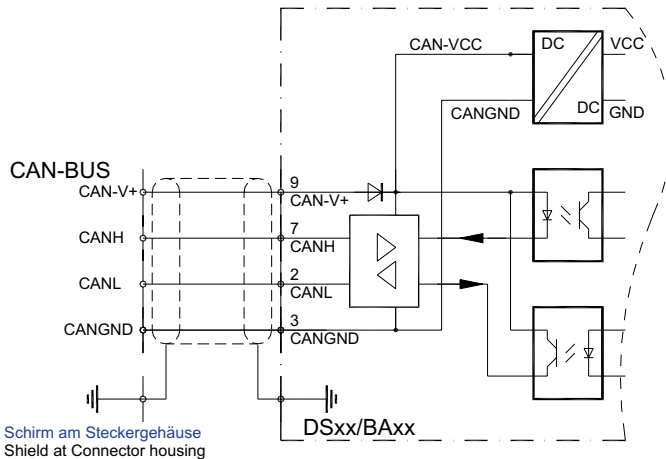 CAN-VCC
DC
VCC
CANGND
DC
GND
CAN-BUS
CAN-V+
9
CAN-V+
CANH
7
CANH
CANL
2
CANL
CANGND
3
CANGND
DSxx/BAxx
Schirm am Steckergehäuse
Shield at Connector housing